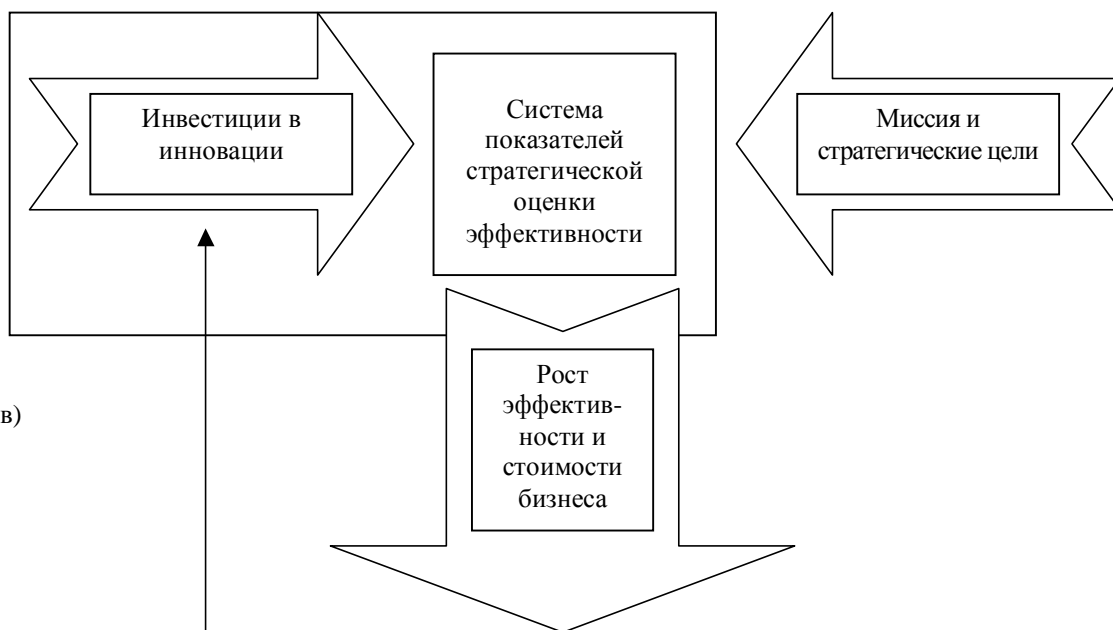 Инвестиции в
инновации
Система
показателей
стратегической
оценки
эффективности
Миссия и
стратегические цели
Рост
эффектив-
ности и
стоимости
бизнеса
в)